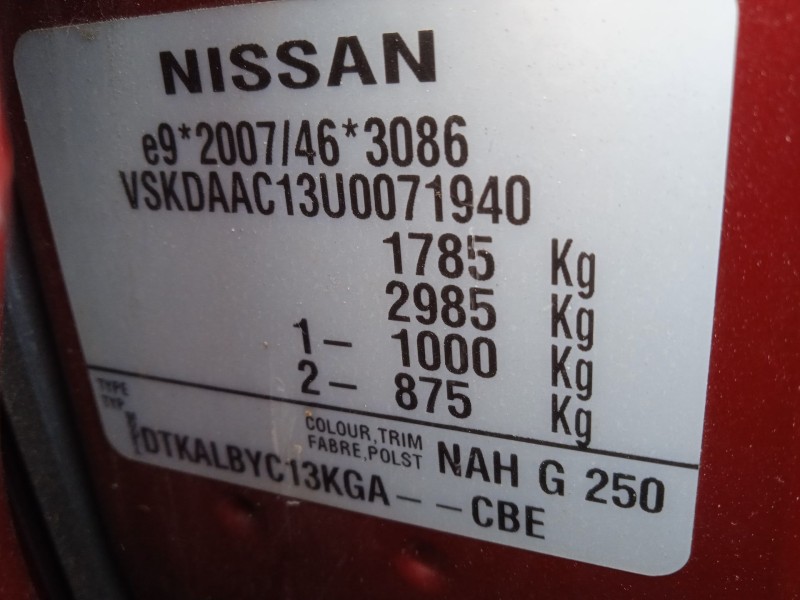 NISSAN
e9*2007/46*3086
VSKDAAC13U0071940
1785 Kg
2985 Kg
1- 1000 Kg
2- 875 Kg
TYPE
TYP
COLOUR,TRIM
FABRE,POLST
NAH G 250
DTKALBYC13KGA--CBE